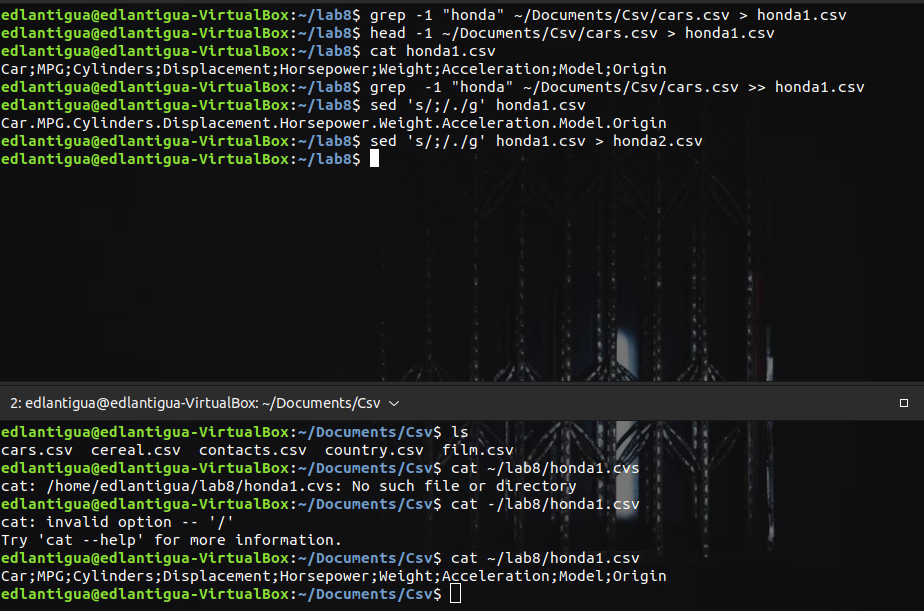 edlantigua@edlantigua-VirtualBox:~/lab8$ grep -1 "honda" ~/Documents/Csv/cars.csv > honda1.csv
edlantigua@edlantigua-VirtualBox:~/lab8$ head -1 ~/Documents/Csv/cars.csv > honda1.csv
edlantigua@edlantigua-VirtualBox:~/lab8$ cat honda1.csv
Car;MPG;Cylinders;Displacement;Horsepower;Weight;Acceleration;Model;Origin
edlantigua@edlantigua-VirtualBox:~/lab8$ grep  -1 "honda" ~/Documents/Csv/cars.csv >> honda1.csv
edlantigua@edlantigua-VirtualBox:~/lab8$ sed 's/;/./g' honda1.csv
Car.MPG.Cylinders.Displacement.Horsepower.Weight.Acceleration.Model.Origin
edlantigua@edlantigua-VirtualBox:~/lab8$ sed 's/;/./g' honda1.csv > honda2.csv
edlantigua@edlantigua-VirtualBox:~/lab8$
2: edlantigua@edlantigua-VirtualBox: ~/Documents/Csv
edlantigua@edlantigua-VirtualBox:~/Documents/Csv$ ls
cars.csv  cereal.csv  contacts.csv  country.csv  film.csv
edlantigua@edlantigua-VirtualBox:~/Documents/Csv$ cat ~/lab8/honda1.cvs
cat: /home/edlantigua/lab8/honda1.cvs: No such file or directory
edlantigua@edlantigua-VirtualBox:~/Documents/Csv$ cat -/lab8/honda1.csv
cat: invalid option -- '/'
Try 'cat --help' for more information.
edlantigua@edlantigua-VirtualBox:~/Documents/Csv$ cat ~/lab8/honda1.csv
Car;MPG;Cylinders;Displacement;Horsepower;Weight;Acceleration;Model;Origin
edlantigua@edlantigua-VirtualBox:~/Documents/Csv$